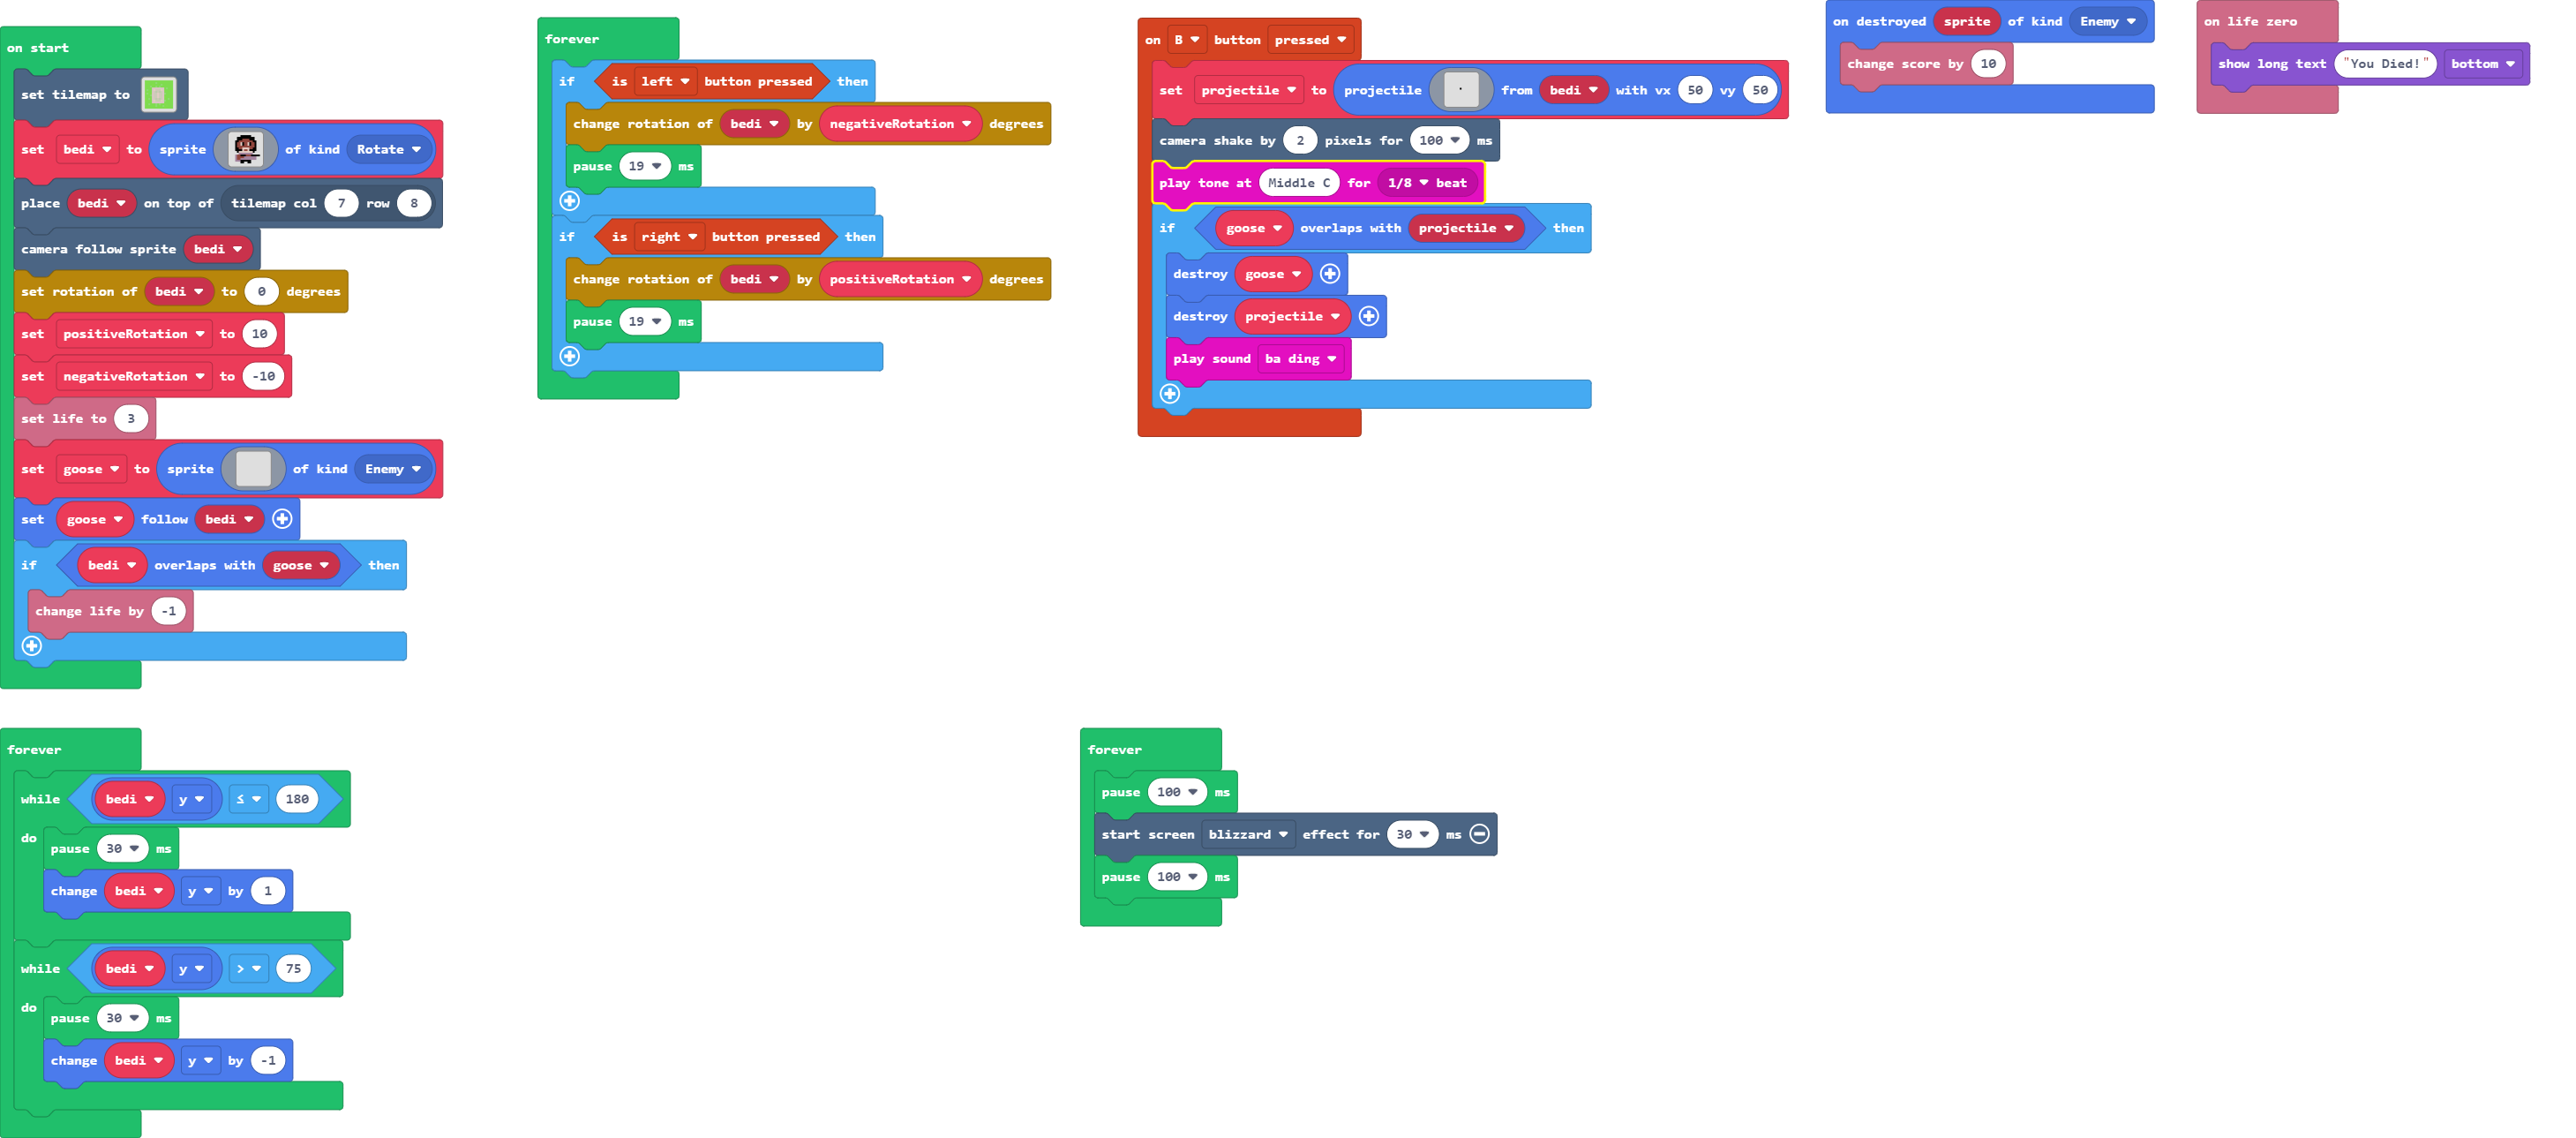 on start
set tilemap to
set bedi to sprite of kind Rotate
place bedi on top of tilemap col 7 row 8
camera follow sprite bedi
set rotation of bedi to 0 degrees
set positiveRotation to 10
set negativeRotation to -10
set life to 3
set goose to sprite of kind Enemy
set goose follow bedi
if bedi overlaps with goose then
change life by -1
forever
if is left button pressed then
change rotation of bedi by negativeRotation degrees
pause 19 ms
if is right button pressed then
change rotation of bedi by positiveRotation degrees
pause 19 ms
on B button pressed
set projectile to projectile from bedi with vx 50 vy 50
camera shake by 2 pixels for 100 ms
play tone at Middle C for 1/8 beat
if goose overlaps with projectile then
destroy goose
destroy projectile
play sound ba ding
on destroyed sprite of kind Enemy
change score by 10
on life zero
show long text "You Died!" bottom
forever
while bedi y ≤ 180
do pause 30 ms
change bedi y by 1
while bedi y > 75
do pause 30 ms
change bedi y by -1
forever
pause 100 ms
start screen blizzard effect for 30 ms
pause 100 ms